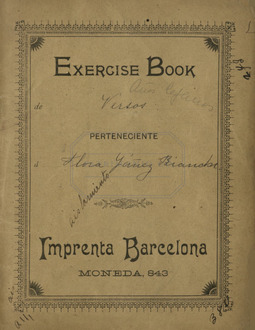 Exercise Book
de Versos
PERTENECIENTE
á Flora Yáñez Bianchi
Imprenta Barcelona
MONEDA, 843